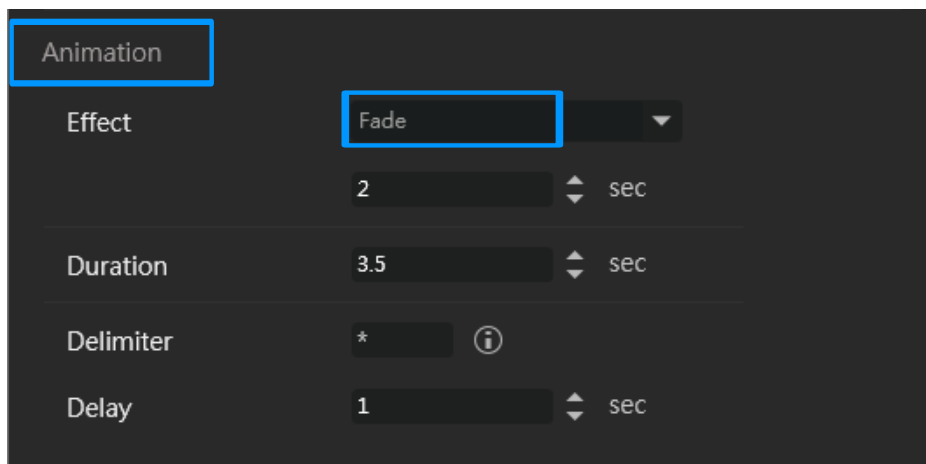 Animation
Effect Fade
2 sec
Duration 3.5 sec
Delimiter *
Delay 1 sec